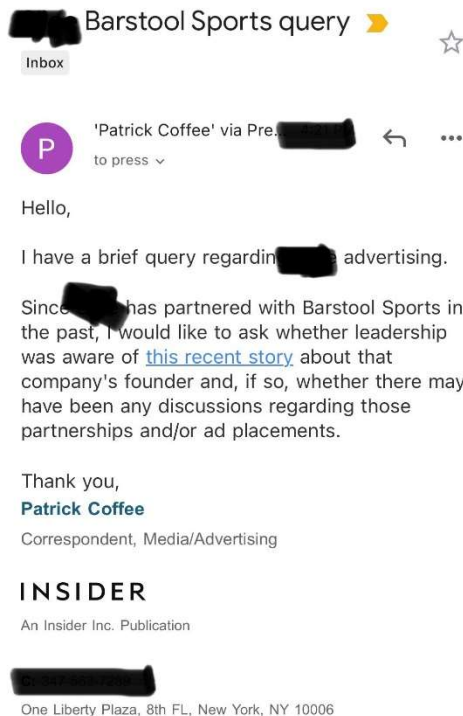 Barstool Sports query
Inbox
P
'Patrick Coffee' via Pre...
to press
Hello,
I have a brief query regardin advertising.
Since has partnered with Barstool Sports in
the past, I would like to ask whether leadership
was aware of this recent story about that
company's founder and, if so, whether there may
have been any discussions regarding those
partnerships and/or ad placements.
Thank you,
Patrick Coffee
Correspondent, Media/Advertising
INSIDER
An Insider Inc. Publication
One Liberty Plaza, 8th FL, New York, NY 10006